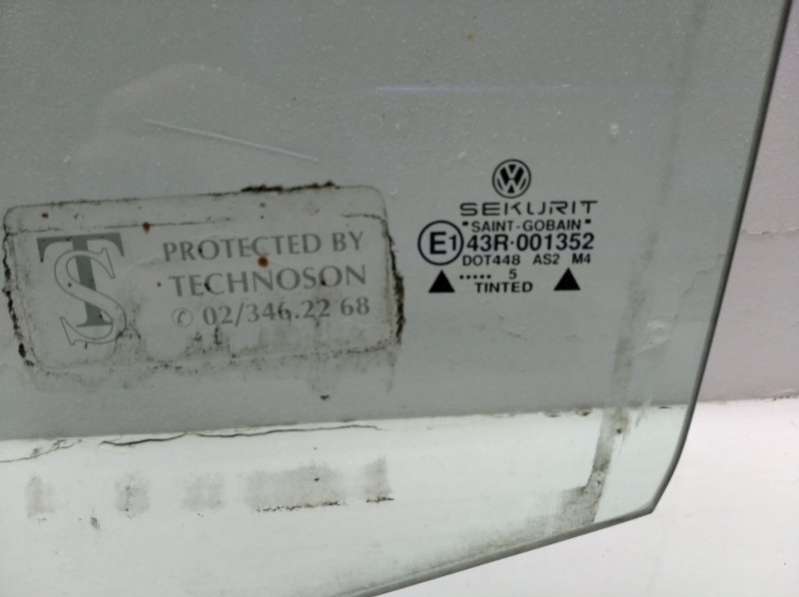 TS
PROTECTED BY
TECHNOSON
✆ 02/346.22 68
VW
SEKURIT
"SAINT-GOBAIN"
E1 43R-001352
DOT448 AS2 M4
..... 5
TINTED